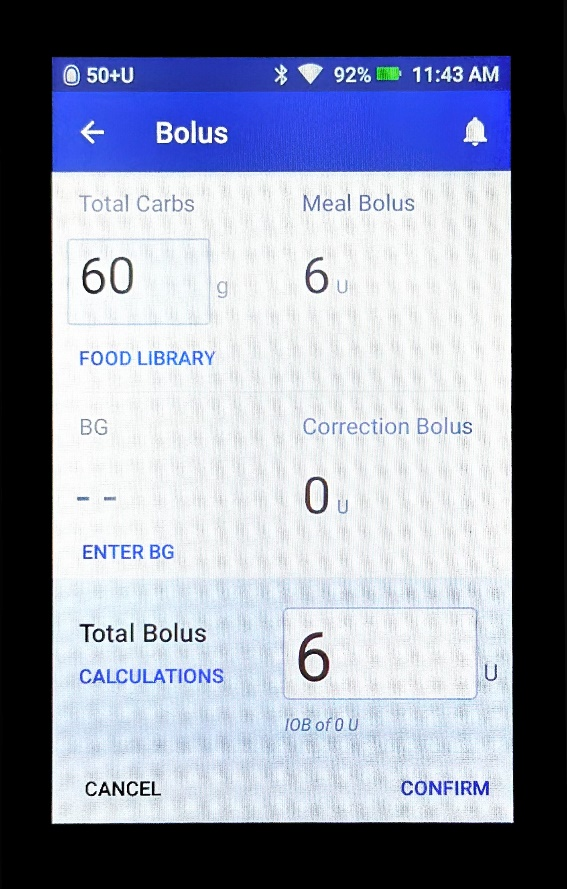 50+U 92% 11:43 AM
Bolus
Total Carbs Meal Bolus
60 g 6 U
FOOD LIBRARY
BG Correction Bolus
-- 0 U
ENTER BG
Total Bolus 6 U
CALCULATIONS
IOB of 0 U
CANCEL CONFIRM